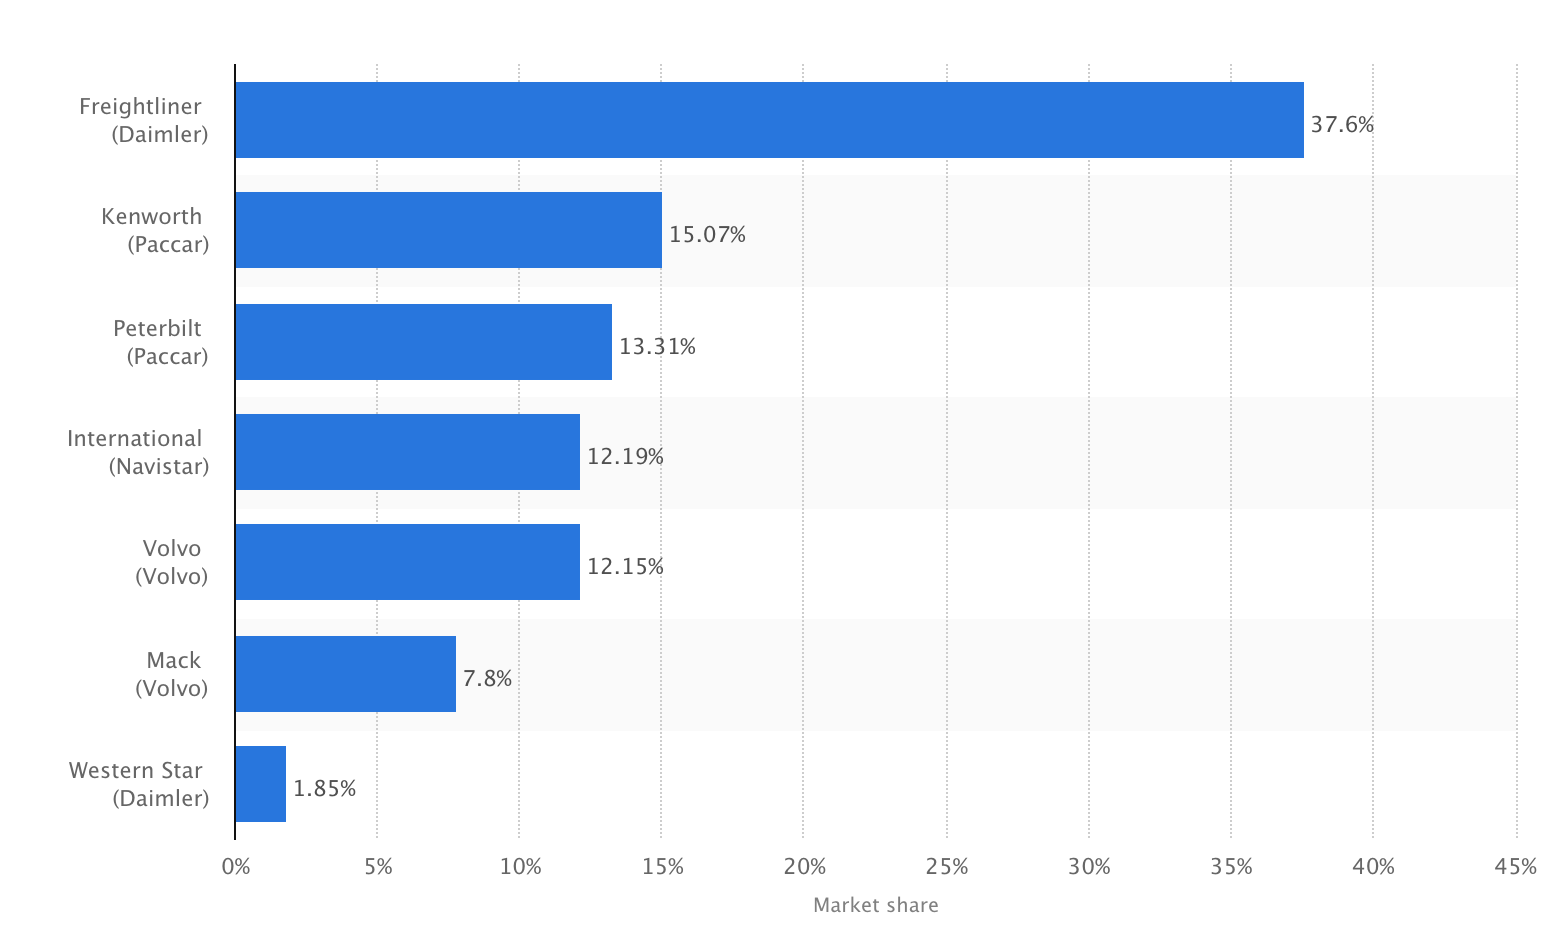 Freightliner
(Daimler)
37.6%
Kenworth
(Paccar)
15.07%
Peterbilt
(Paccar)
13.31%
International
(Navistar)
12.19%
Volvo
(Volvo)
12.15%
Mack
(Volvo)
7.8%
Western Star
(Daimler)
1.85%
0% 5% 10% 15% 20% 25% 30% 35% 40% 45%
Market share